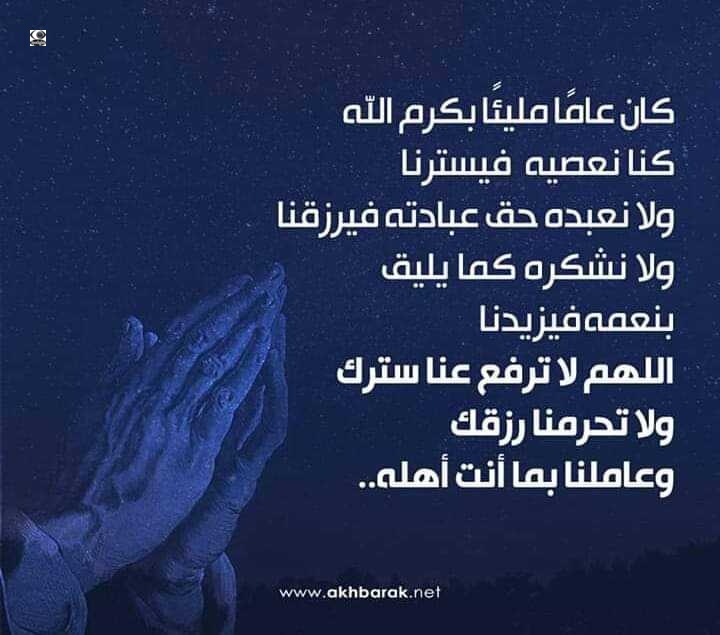 كان عامًا مليئًا بكرم الله
كنا نعصيه فيسترنا
ولا نعبده حق عبادته فيرزقنا
ولا نشكره كما يليق
بنعمه فيزيدنا
اللهم لا ترفع عنا سترك
ولا تحرمنا رزقك
وعاملنا بما أنت أهله..
www.akhbarak.net